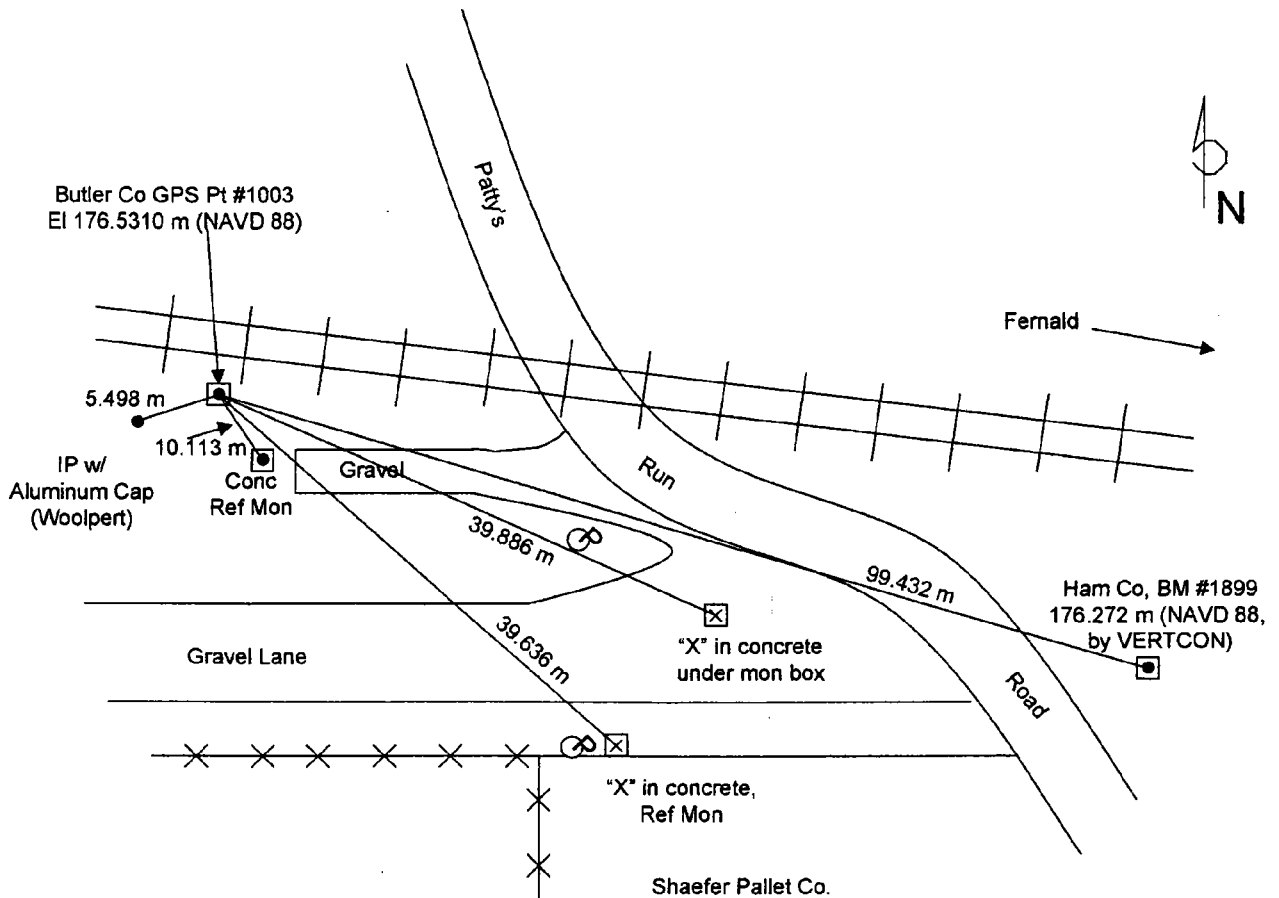 Patty's
Butler Co GPS Pt #1003
El 176.5310 m (NAVD 88)
N
Fernald
5.498 m
10.113 m
IP w/
Aluminum Cap
(Woolpert)
Conc
Ref Mon
Gravel
Run
P
39.886 m
99.432 m
Ham Co, BM #1899
176.272 m (NAVD 88,
by VERTCON)
39.636 m
"X" in concrete
under mon box
Gravel Lane
Road
P
"X" in concrete,
Ref Mon
Shaefer Pallet Co.